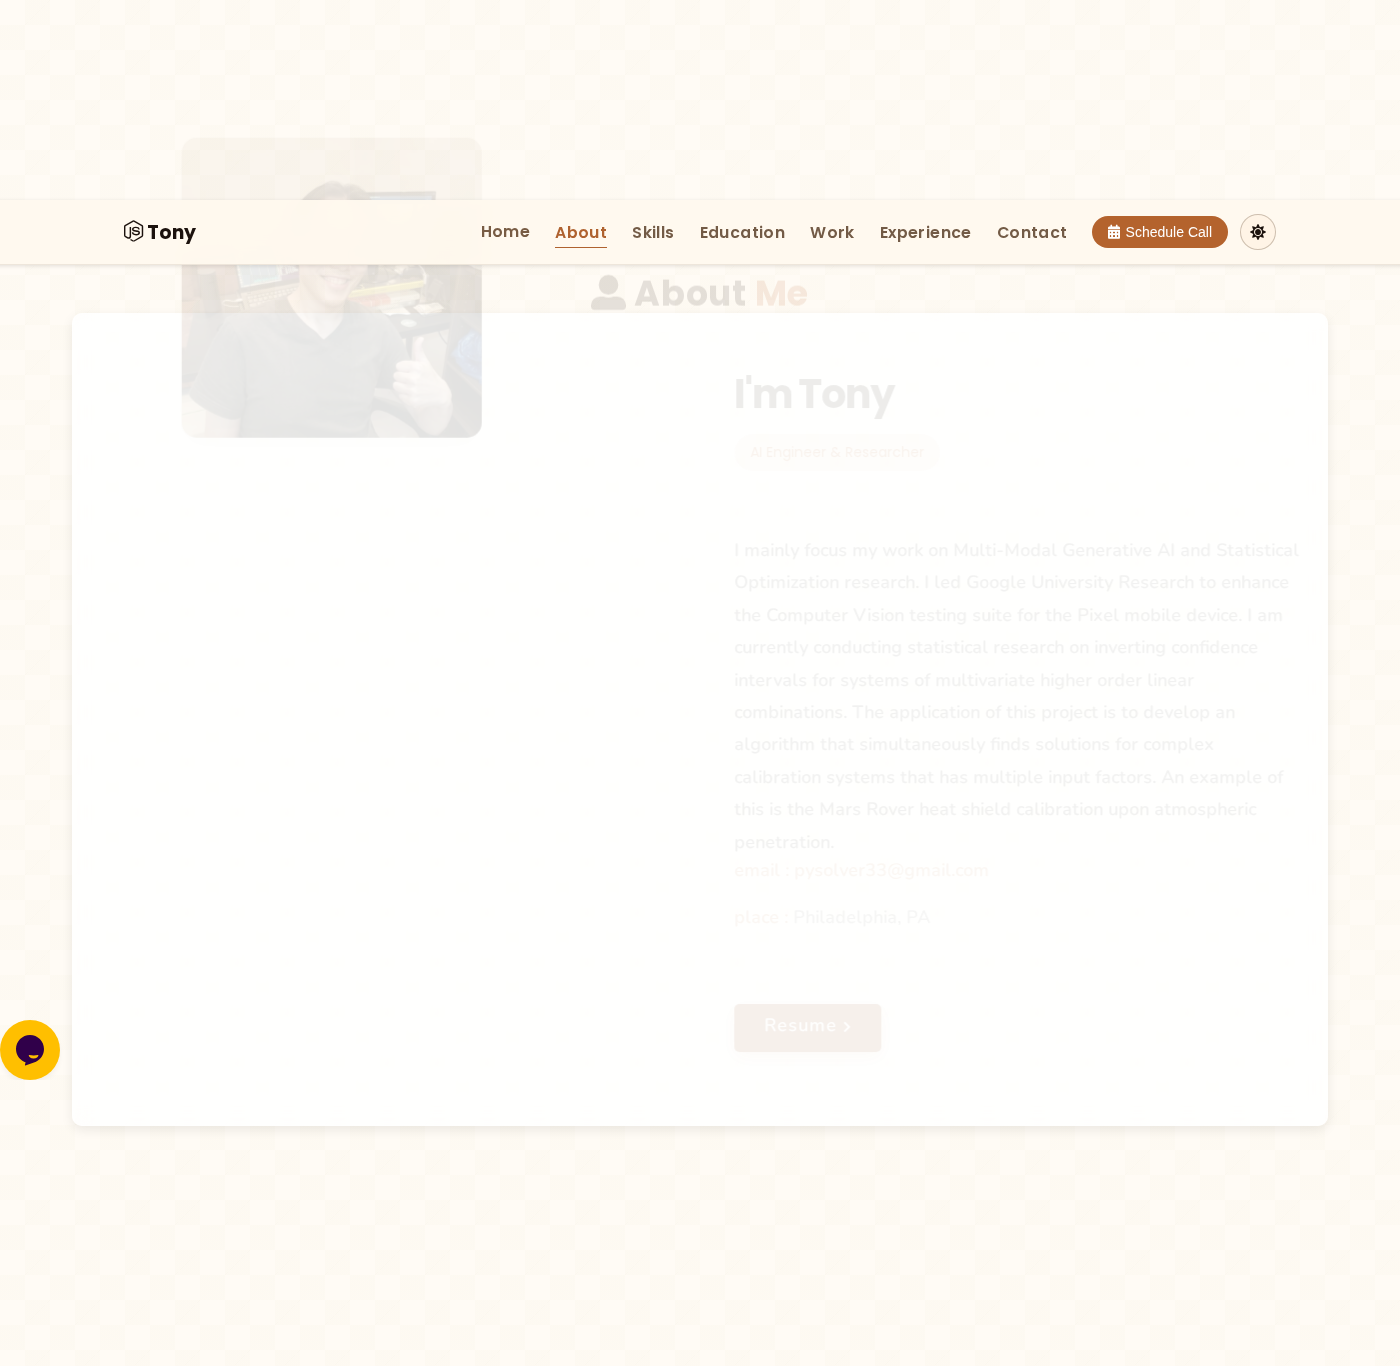 Tony
Home About Skills Education Work Experience Contact Schedule Call
About Me
I'm Tony
AI Engineer & Researcher
I mainly focus my work on Multi-Modal Generative AI and Statistical
Optimization research. I led Google University Research to enhance
the Computer Vision testing suite for the Pixel mobile device. I am
currently conducting statistical research on inverting confidence
intervals for systems of multivariate higher order linear
combinations. The application of this project is to develop an
algorithm that simultaneously finds solutions for complex
calibration systems that has multiple input factors. An example of
this is the Mars Rover heat shield calibration upon atmospheric
penetration.
email : pysolver33@gmail.com
place : Philadelphia, PA
Resume